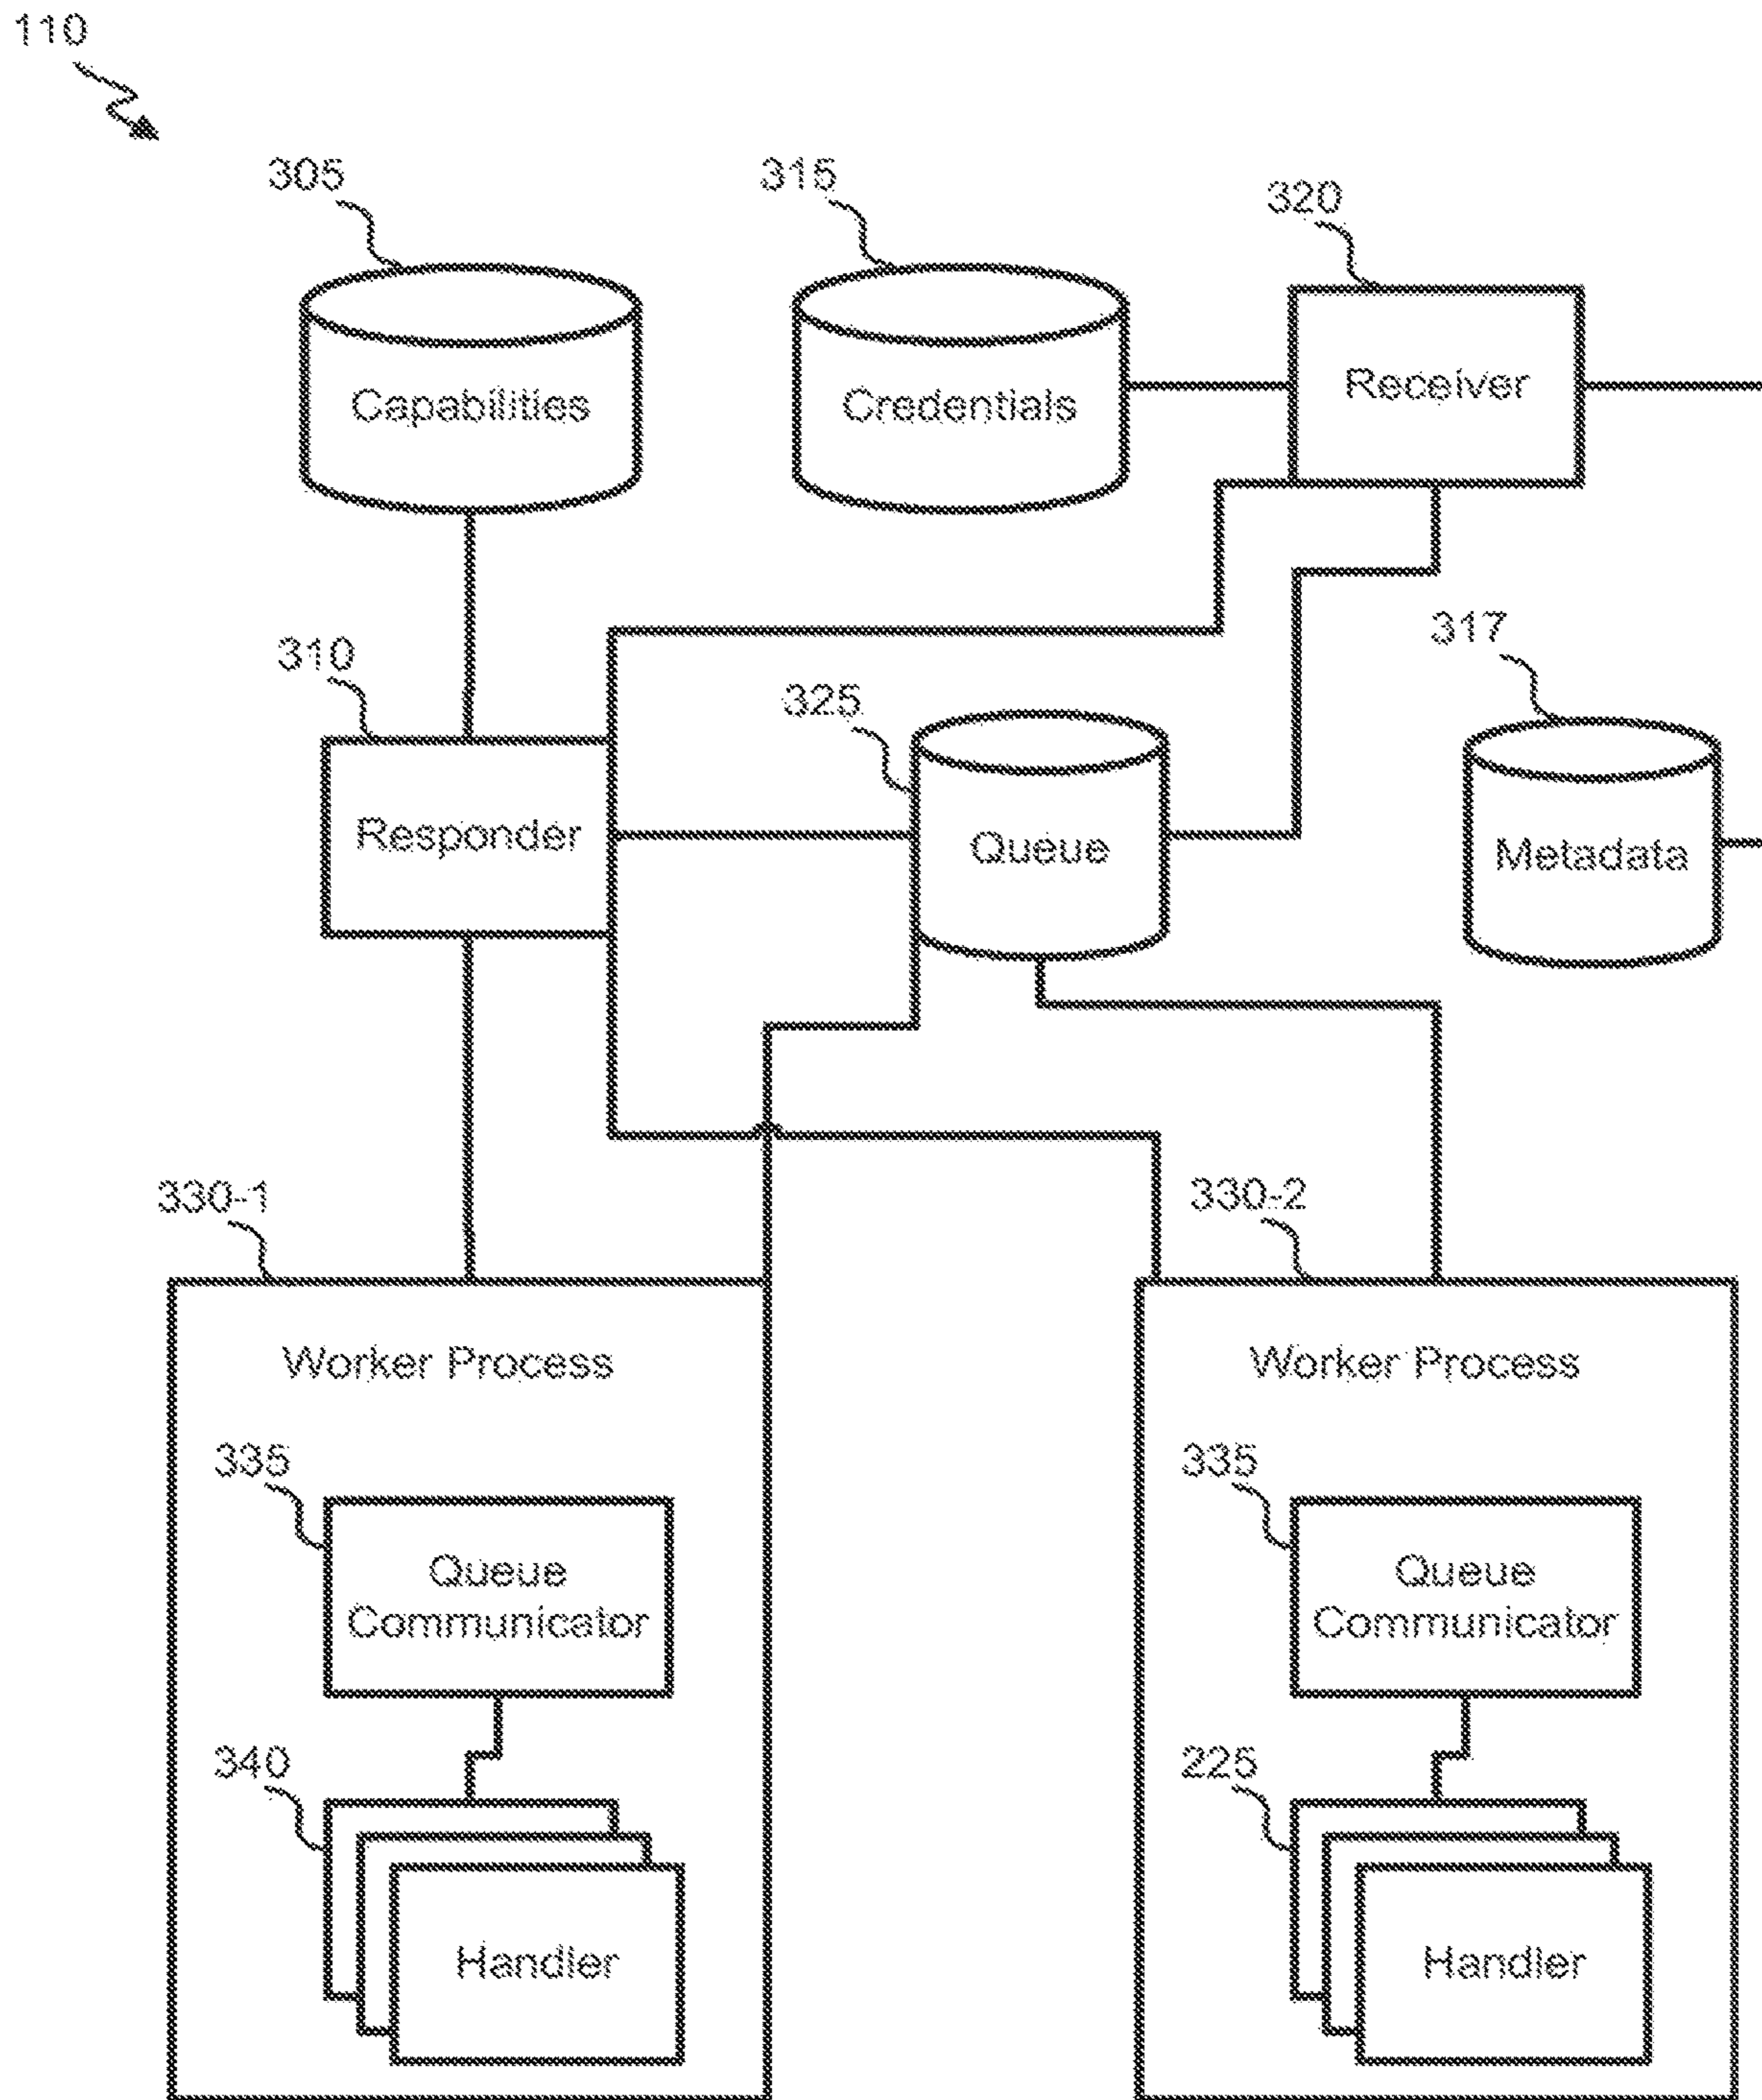 110
305
315
320
Capabilities
Credentials
Receiver
310
325
317
Responder
Queue
Metadata
330-1
330-2
Worker Process
Worker Process
335
335
Queue
Communicator
Queue
Communicator
340
225
Handler
Handler